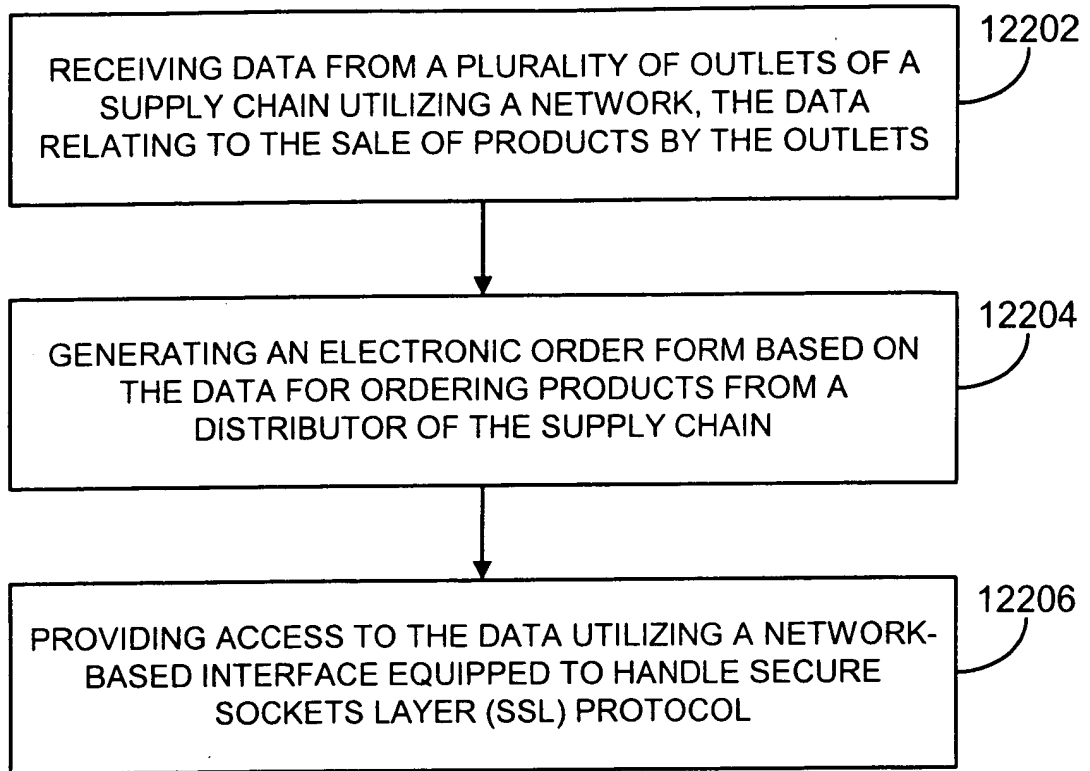 12202
RECEIVING DATA FROM A PLURALITY OF OUTLETS OF A
SUPPLY CHAIN UTILIZING A NETWORK, THE DATA
RELATING TO THE SALE OF PRODUCTS BY THE OUTLETS
12204
GENERATING AN ELECTRONIC ORDER FORM BASED ON
THE DATA FOR ORDERING PRODUCTS FROM A
DISTRIBUTOR OF THE SUPPLY CHAIN
12206
PROVIDING ACCESS TO THE DATA UTILIZING A NETWORK-
BASED INTERFACE EQUIPPED TO HANDLE SECURE
SOCKETS LAYER (SSL) PROTOCOL